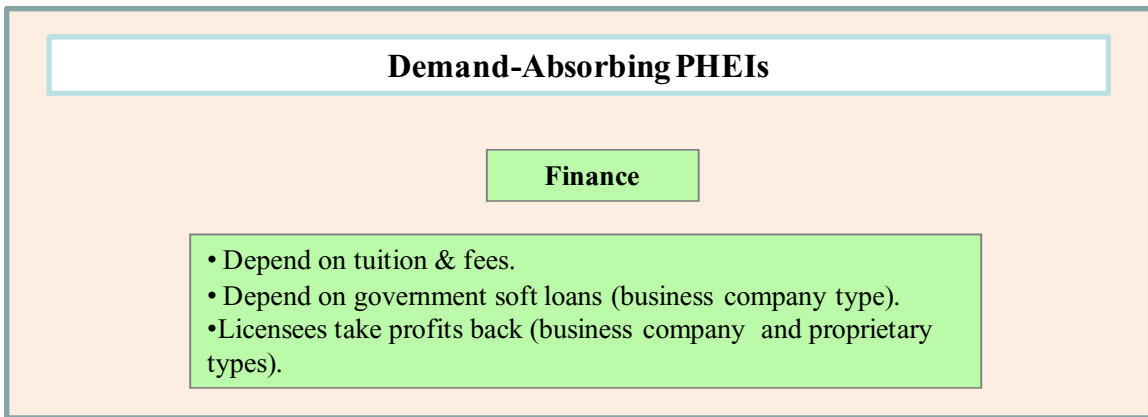 Demand-Absorbing PHEIs
Finance
• Depend on tuition & fees.
• Depend on government soft loans (business company type).
•Licensees take profits back (business company and proprietary
types).